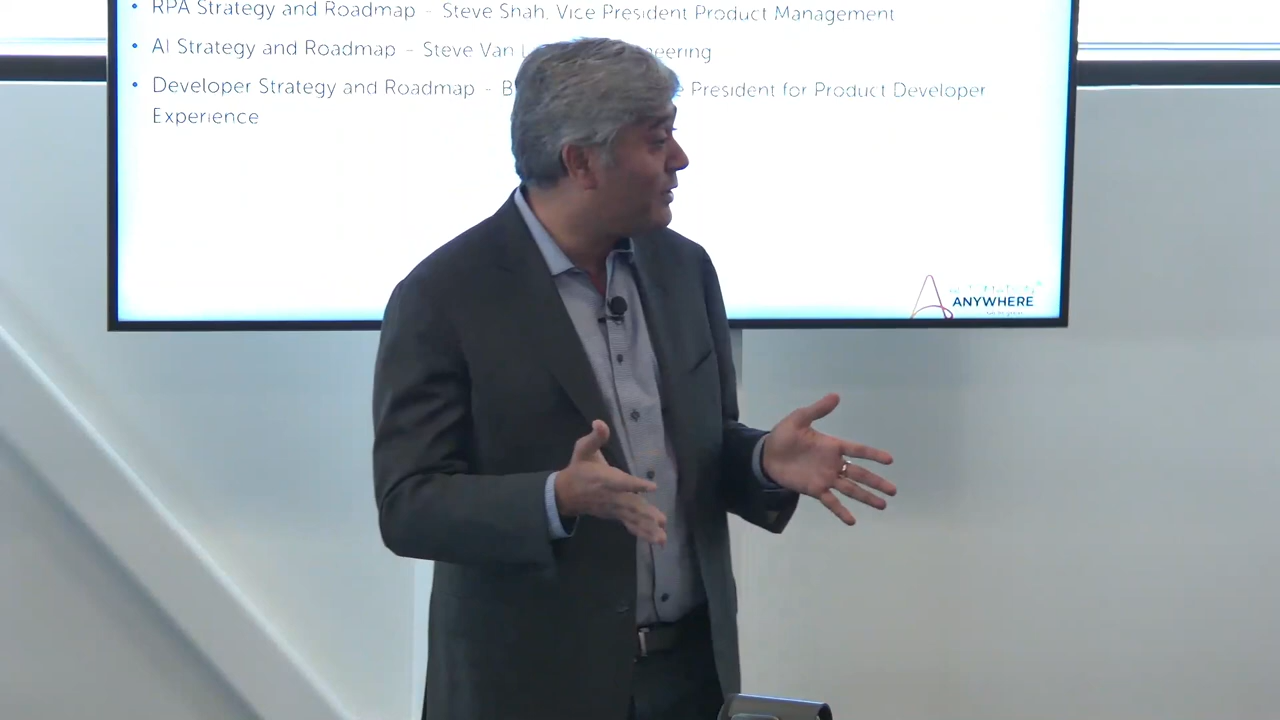 RPA Strategy and Roadmap - Steve Shah, Vice President Product Management
AI Strategy and Roadmap - Steve Van L
Developer Strategy and Roadmap - B President for Product Developer
Experience
ANYWHERE